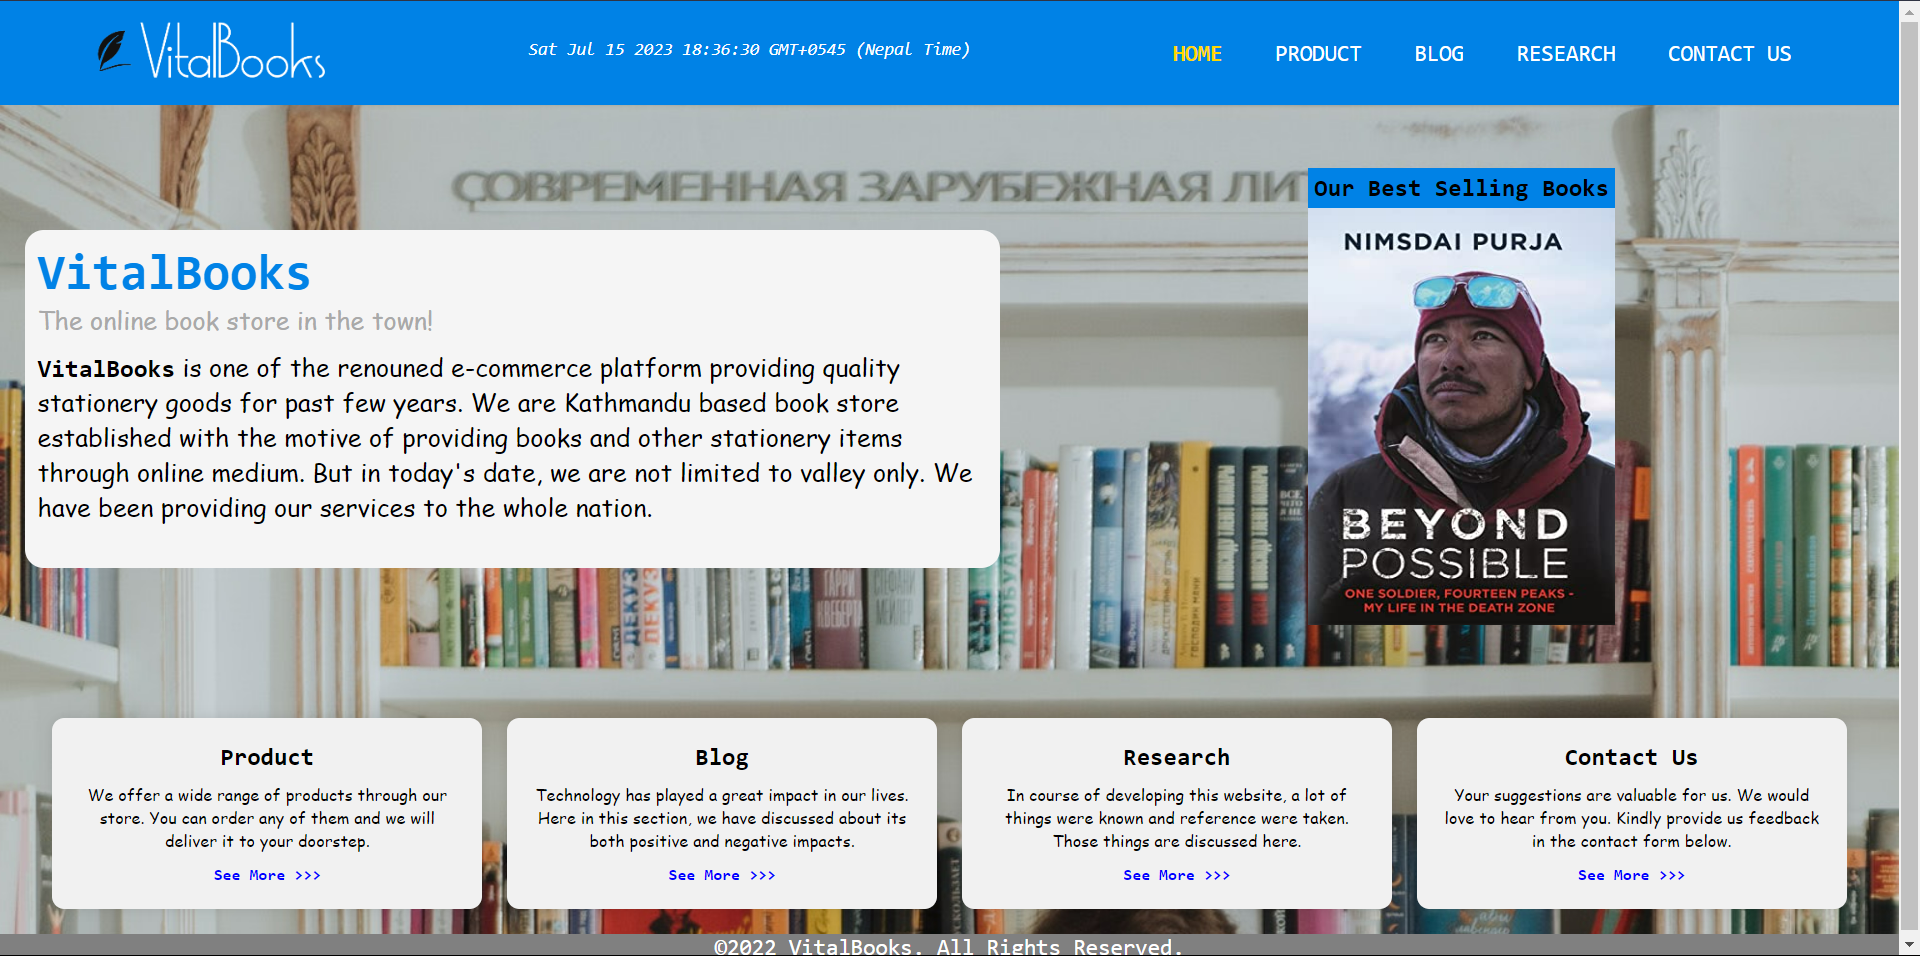 VitalBooks
Sat Jul 15 2023 18:36:30 GMT+0545 (Nepal Time)
HOME PRODUCT BLOG RESEARCH CONTACT US
СОВРЕМЕННАЯ ЗАРУБЕЖНАЯ
Our Best Selling Books
NIMSDAI PURJA
BEYOND
POSSIBLE
ONE SOLDIER, FOURTEEN PEAKS -
MY LIFE IN THE DEATH ZONE
VitalBooks
The online book store in the town!
VitalBooks is one of the renouned e-commerce platform providing quality
stationery goods for past few years. We are Kathmandu based book store
established with the motive of providing books and other stationery items
through online medium. But in today's date, we are not limited to valley only. We
have been providing our services to the whole nation.
Product
We offer a wide range of products through our
store. You can order any of them and we will
deliver it to your doorstep.
See More >>>
Blog
Technology has played a great impact in our lives.
Here in this section, we have discussed about its
both positive and negative impacts.
See More >>>
Research
In course of developing this website, a lot of
things were known and reference were taken.
Those things are discussed here.
See More >>>
Contact Us
Your suggestions are valuable for us. We would
love to hear from you. Kindly provide us feedback
in the contact form below.
See More >>>
©2022 VitalBooks. All Rights Reserved.